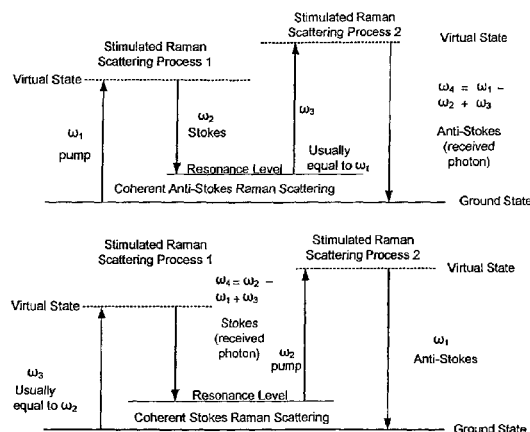 Stimulated Raman
Scattering Process 1
Stimulated Raman
Scattering Process 2
Virtual State
Virtual State
ω1
pump
ω2
Stokes
ω3
ω4 = ω1 –
ω2 + ω3
Anti-Stokes
(received
photon)
Usually
equal to ω1
Resonance Level
Coherent Anti-Stokes Raman Scattering
Ground State
Stimulated Raman
Scattering Process 1
Stimulated Raman
Scattering Process 2
Virtual State
Virtual State
ω4 = ω2 –
ω1 + ω3
Stokes
(received
photon)
ω2
pump
ω1
Anti-Stokes
ω3
Usually
equal to ω2
Resonance Level
Coherent Stokes Raman Scattering
Ground State